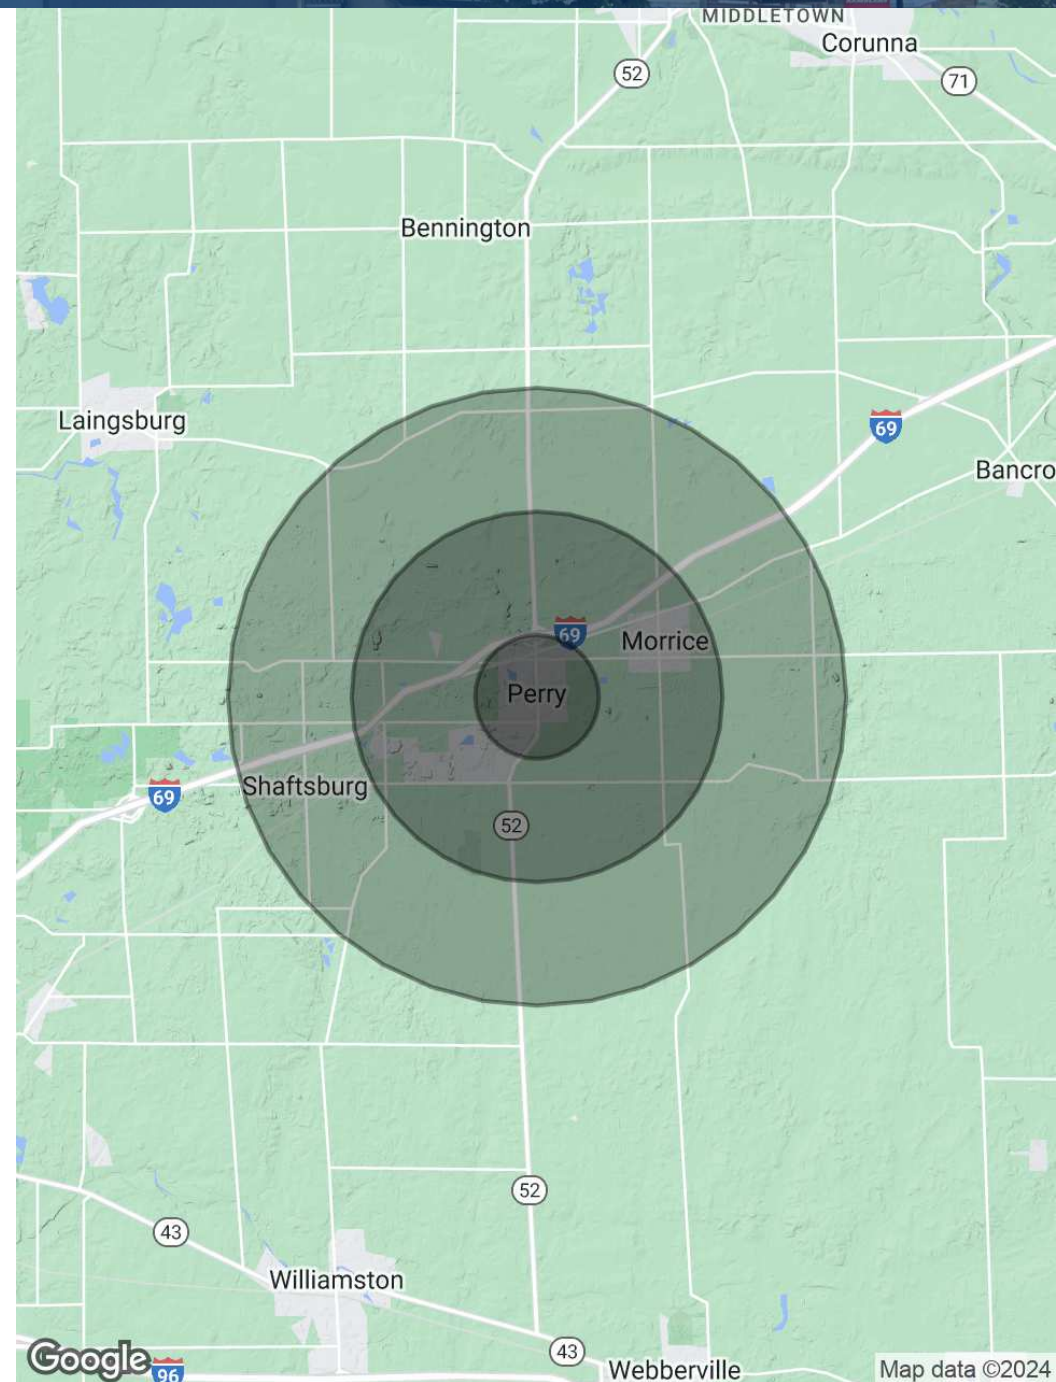 MIDDLETOWN
Corunna
52
71
Bennington
Laingsburg
69
Bancro
69
Morrice
Perry
Shaftsburg
69
52
52
43
Williamston
43
Webberville
Google
96
Map data ©2024